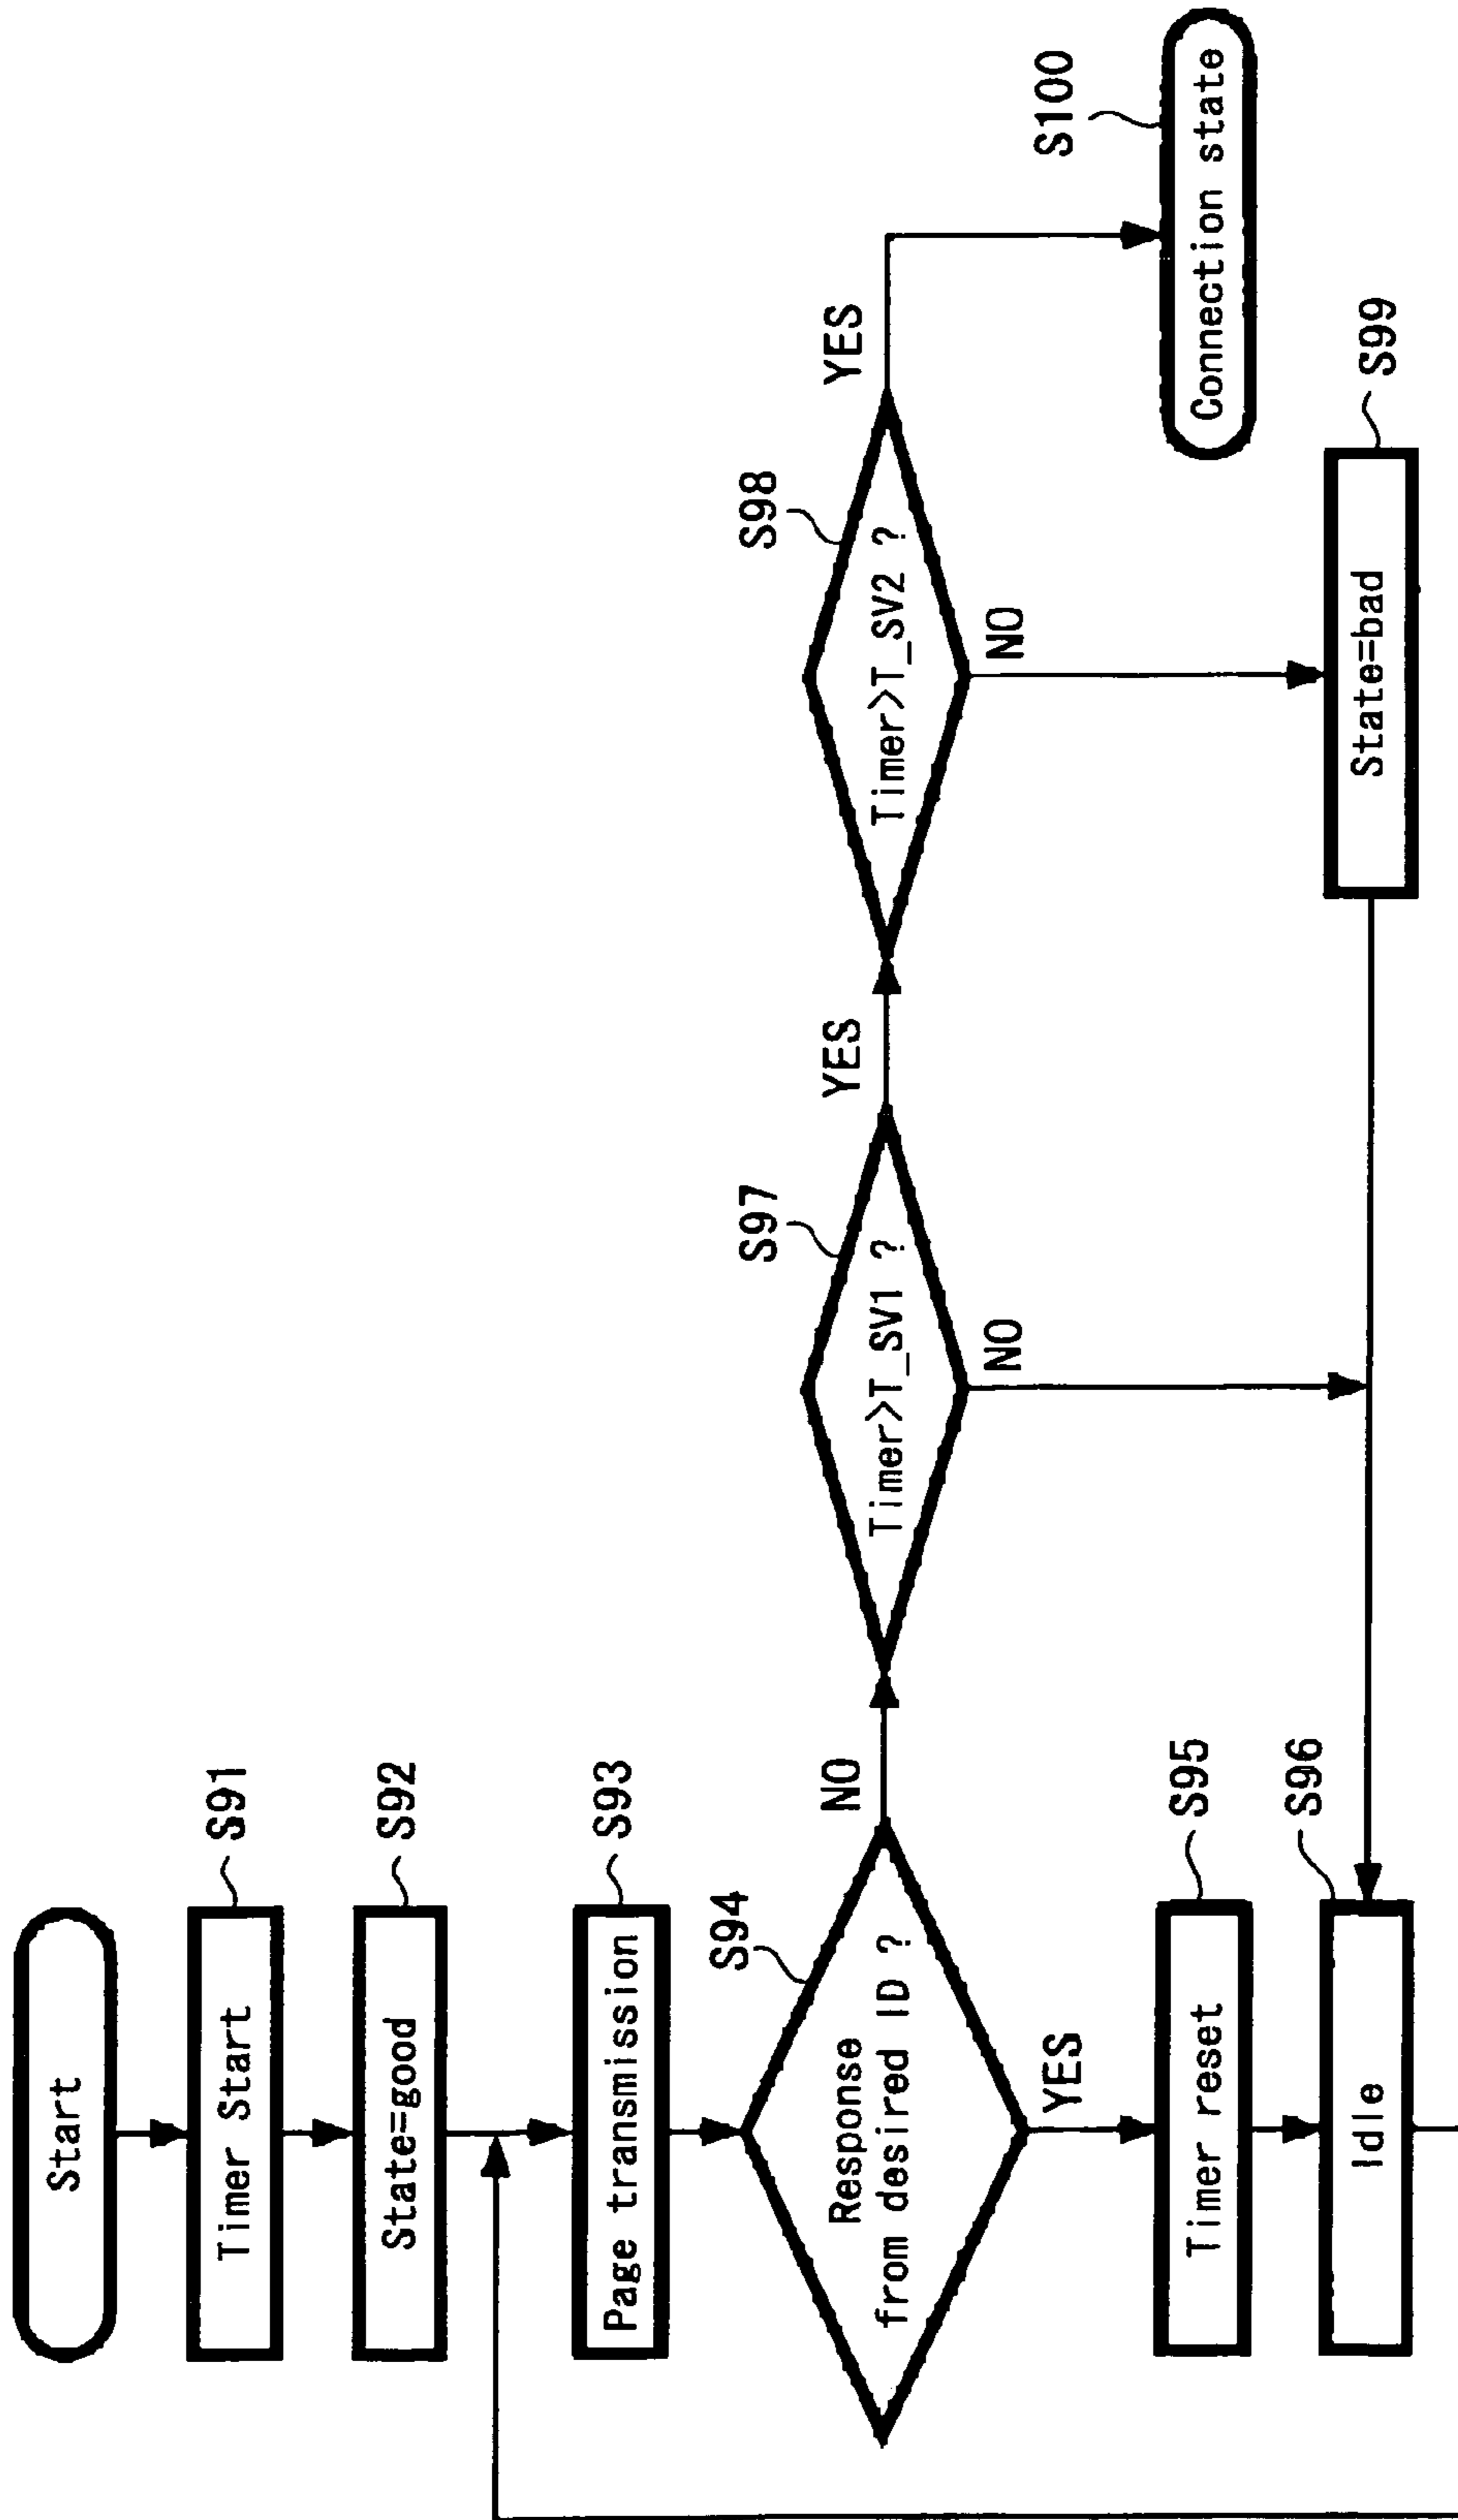 Start
Timer Start
S91
State=good
S92
Page transmission
S93
Response
from desired ID ?
S94
NO
YES
Timer reset
S95
Idle
S96
Timer>T_SV1 ?
S97
YES
NO
Timer>T_SV2 ?
S98
YES
NO
State=bad
S99
Connection state
S100